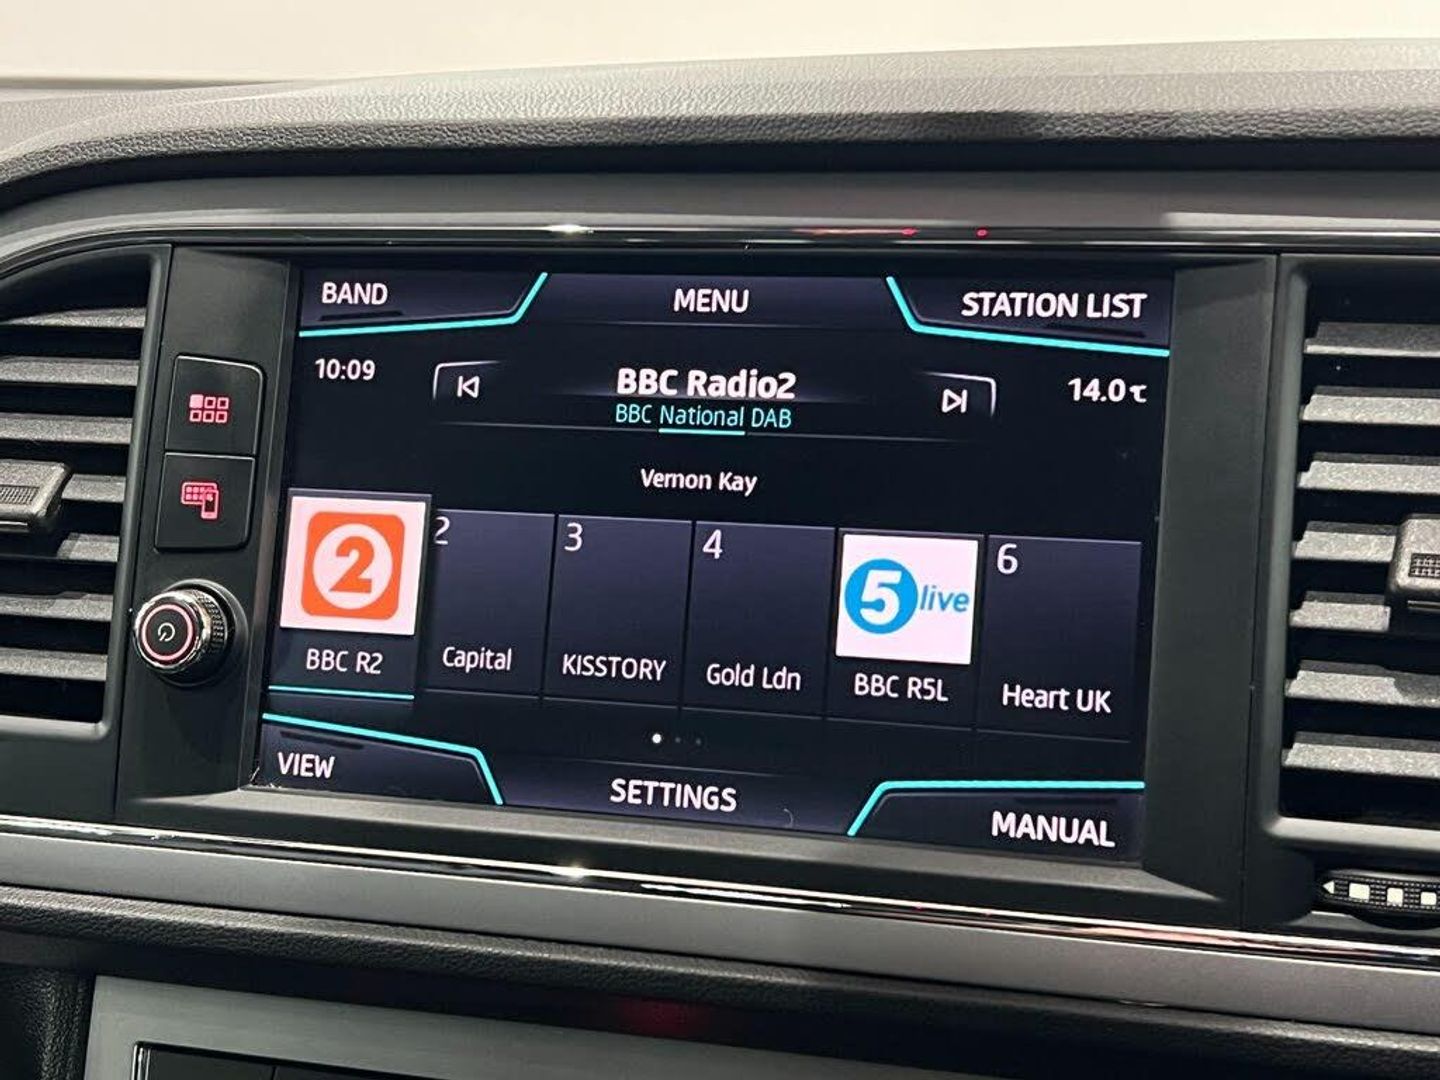 BAND
MENU
STATION LIST
10:09
BBC Radio2
14.0℃
BBC National DAB
Vernon Kay
2
2
3
4
5 live
6
BBC R2
Capital
KISSTORY
Gold Ldn
BBC R5L
Heart UK
VIEW
SETTINGS
MANUAL